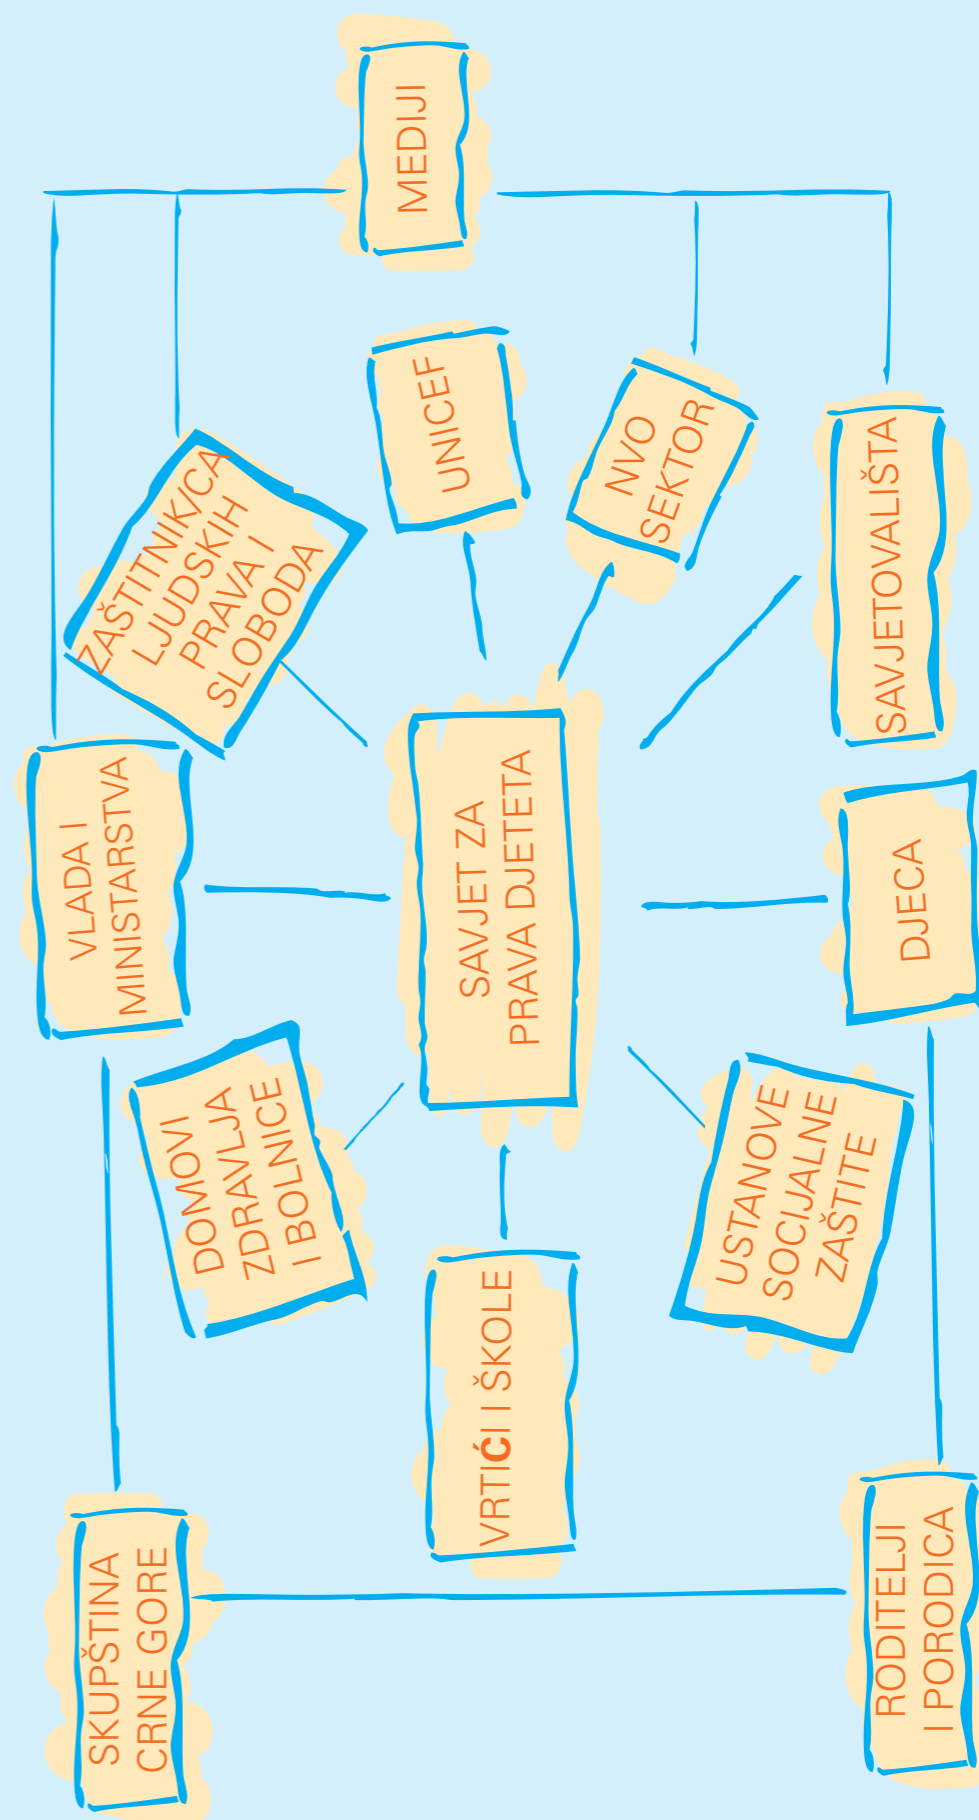 SKUPŠTINA
CRNE GORE
VLADA I
MINISTARSTVA
ZAŠTITNIK/CA
LJUDSKIH
PRAVA I
SLOBODA
DOMOVI
ZDRAVLJA
I BOLNICE
VRTIĆI I ŠKOLE
SAVJET ZA
PRAVA DJETETA
UNICEF
MEDIJI
NVO
SEKTOR
USTANOVE
SOCIJALNE
ZAŠTITE
RODITELJI
I PORODICA
DJECA
SAVJETOVALIŠTA